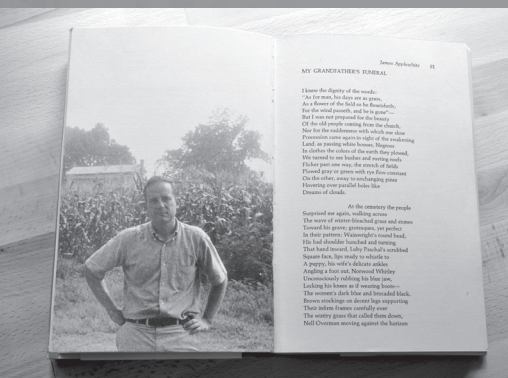 James Applewhite 31
MY GRANDFATHER'S FUNERAL
I knew the dignity of the words:
"As for man, his days are as grass,
As a flower of the field so he flourisheth;
For the wind passeth, and he is gone"—
But I was not prepared for the beauty
Of the old people coming from the church,
Nor for the suddenness with which our slow
Procession came again in sight of the awakening
Land, as passing white houses, Negroes
In clothes the colors of the earth they plowed,
We turned to see bushes and rusting roofs
Flicker past one way, the stretch of fields
Plowed gray or green with rye flow constant
On the other, away to unchanging pines
Hovering over parallel boles like
Dreams of clouds.
At the cemetery the people
Surprised me again, walking across
The wave of winter-bleached grass and stones
Toward his grave; grotesques, yet perfect
In their pattern: Wainwright's round head,
His bad shoulder hunched and turning
That hand inward, Luby Paschal's scrubbed
Square face, lips ready to whistle to
A puppy, his wife's delicate ankles
Angling a foot out, Norwood Whitley
Unconsciously rubbing his blue jaw,
Locking his knees as if wearing boots—
The women's dark blue and brocaded black,
Brown stockings on decent legs supporting
Their infirm frames carefully over
The wintry grass that called them down,
Nell Overman moving against the horizon